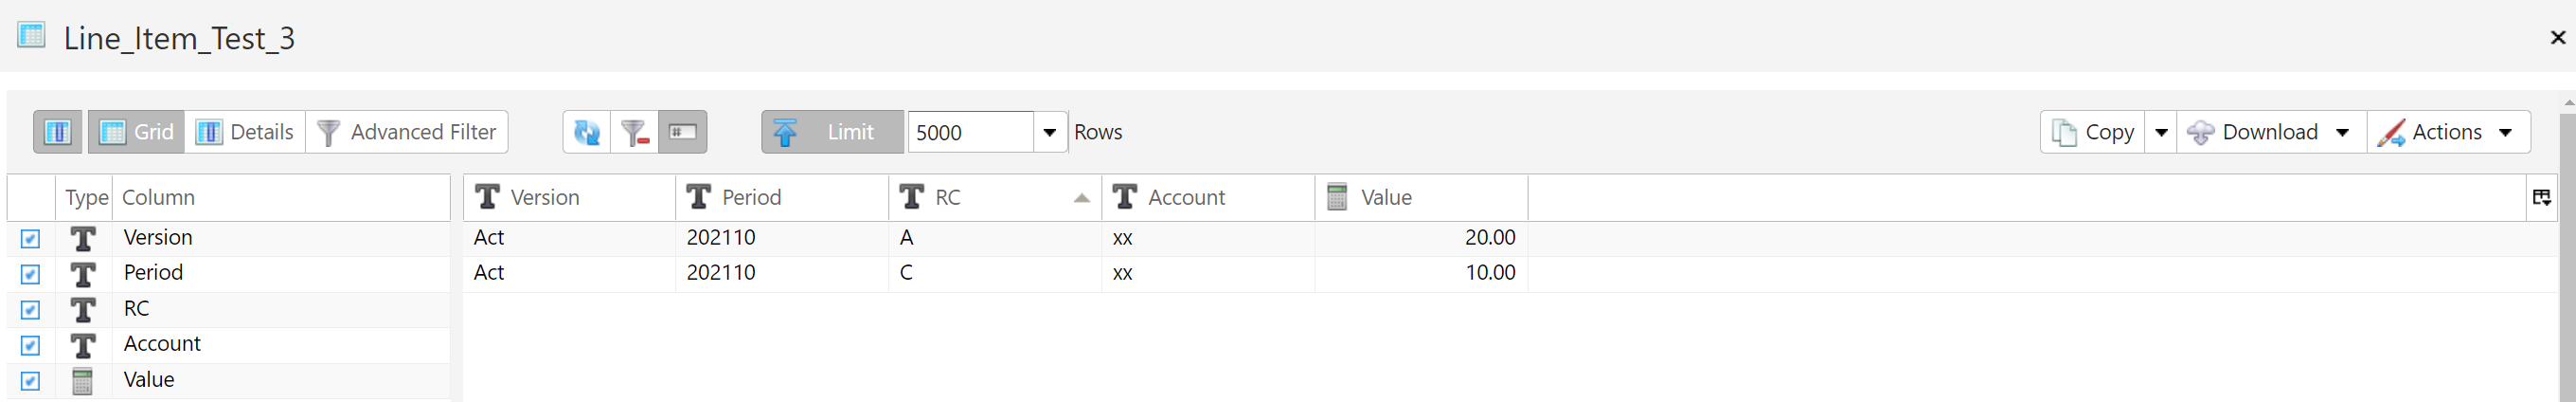 Line_Item_Test_3
Grid Details Advanced Filter # Limit 5000 Rows Copy Download Actions
Type Column Version Period RC Account Value
Version Act 202110 A xx 20.00
Period Act 202110 C xx 10.00
RC
Account
Value